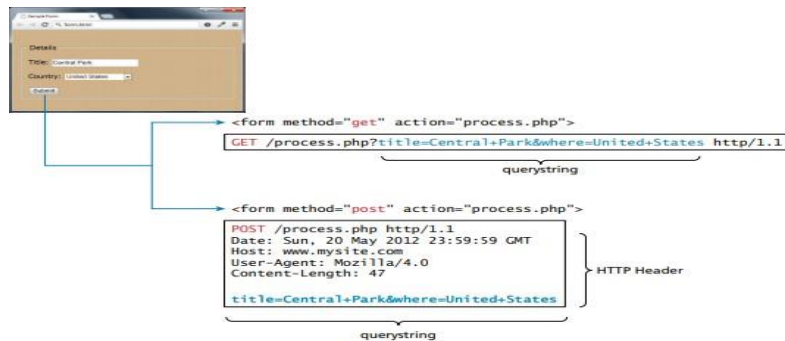 Sample Form
Details
Title: Central Park
Country: United States
Submit
<form method="get" action="process.php">
GET /process.php?title=Central+Park&where=United+States http/1.1
querystring
<form method="post" action="process.php">
POST /process.php http/1.1
Date: Sun, 20 May 2012 23:59:59 GMT
Host: www.mysite.com
User-Agent: Mozilla/4.0
Content-Length: 47
HTTP Header
title=Central+Park&where=United+States
querystring